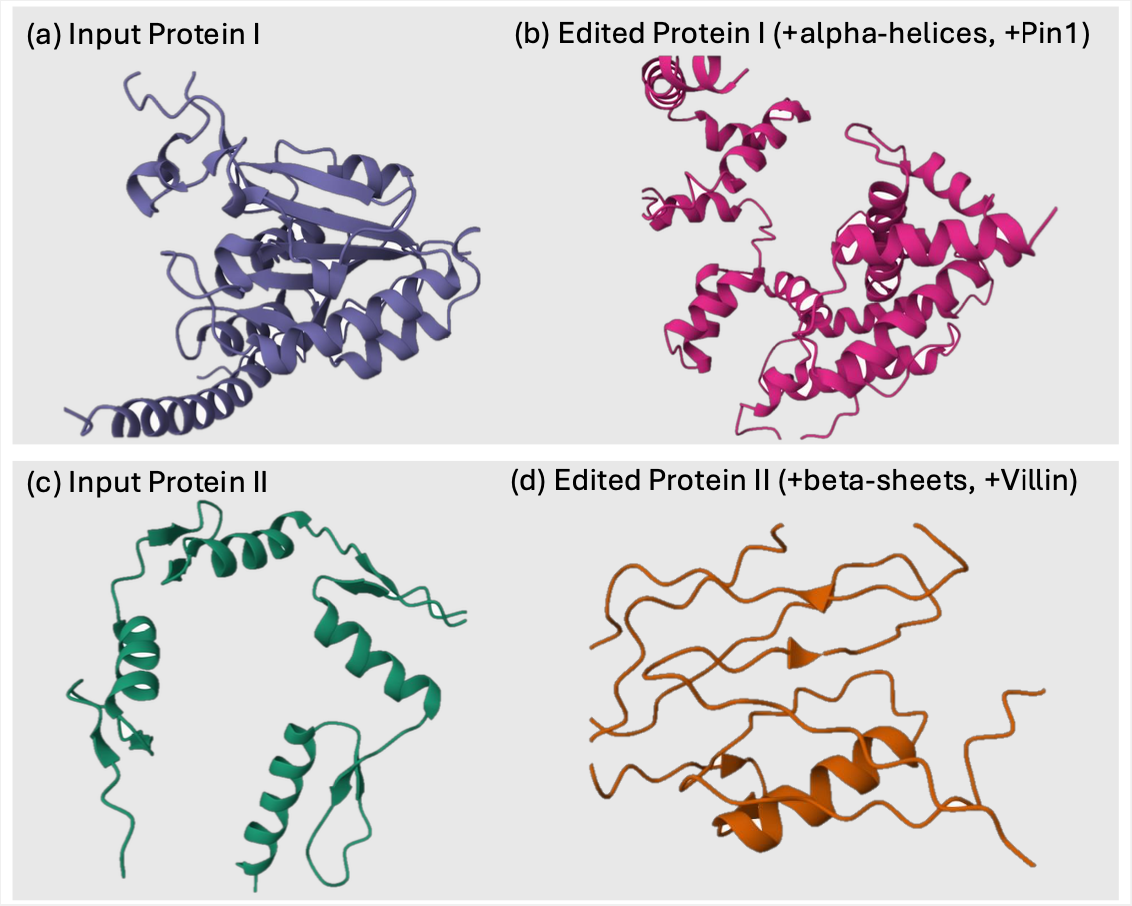 (a) Input Protein I
(b) Edited Protein I (+alpha-helices, +Pin1)
(c) Input Protein II
(d) Edited Protein II (+beta-sheets, +Villin)